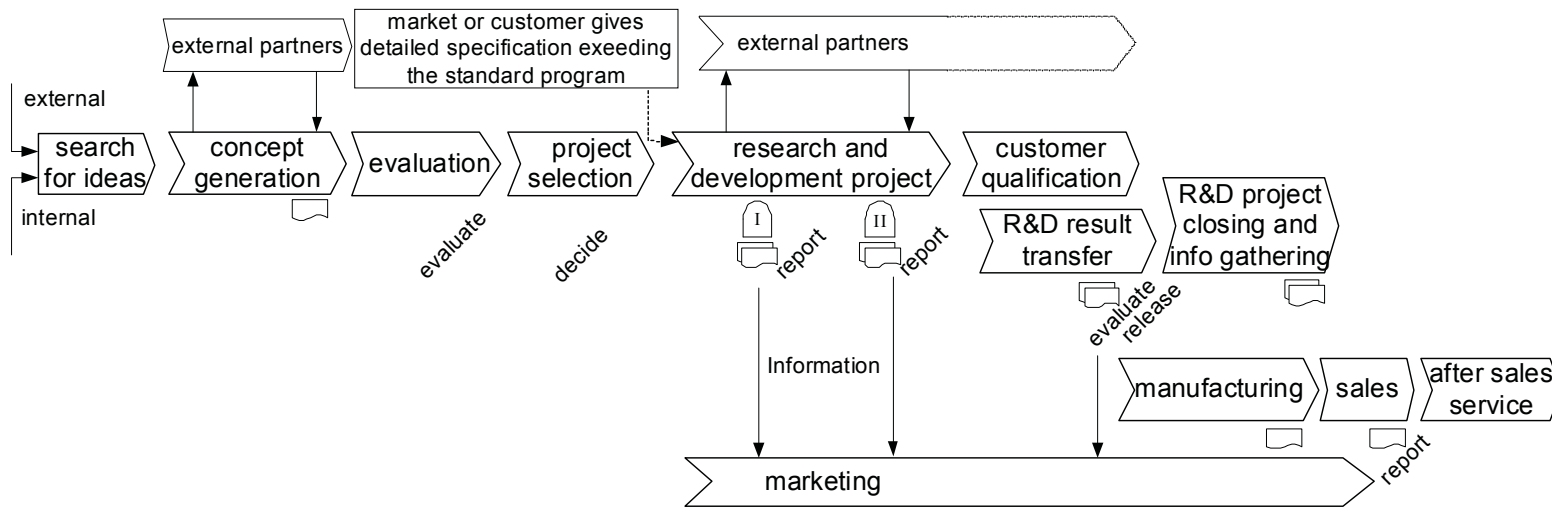 external partners
market or customer gives
detailed specification exeeding
the standard program
external partners
external
internal
search
for ideas
concept
generation
evaluation
project
selection
research and
development project
customer
qualification
R&D result
transfer
R&D project
closing and
info gathering
evaluate
decide
I
report
II
report
evaluate
release
Information
manufacturing
sales
after sales
service
report
marketing